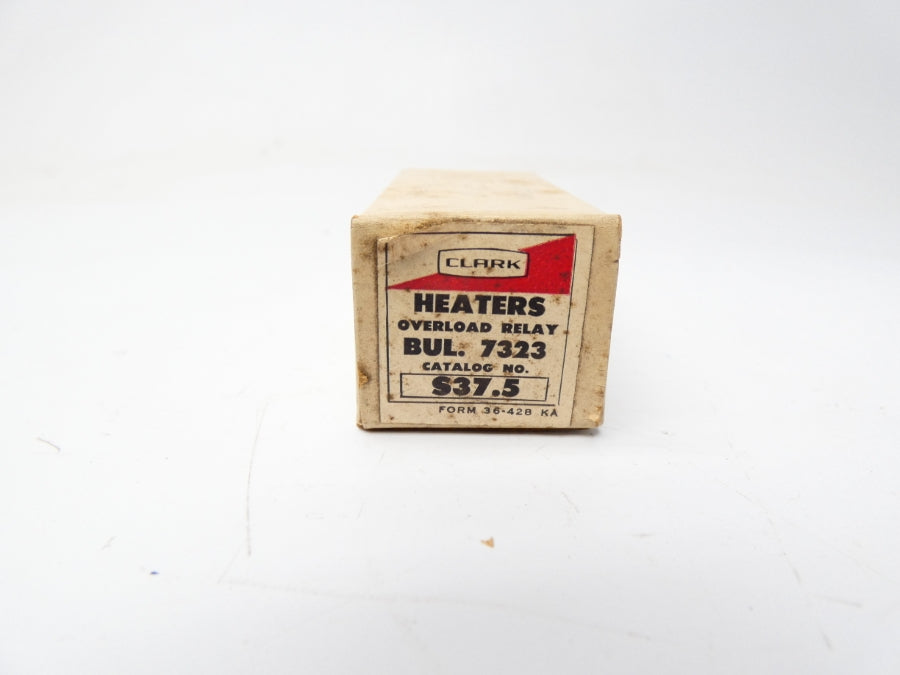 CLARK
HEATERS
OVERLOAD RELAY
BUL. 7323
CATALOG NO.
S37.5
FORM 36-428 KA